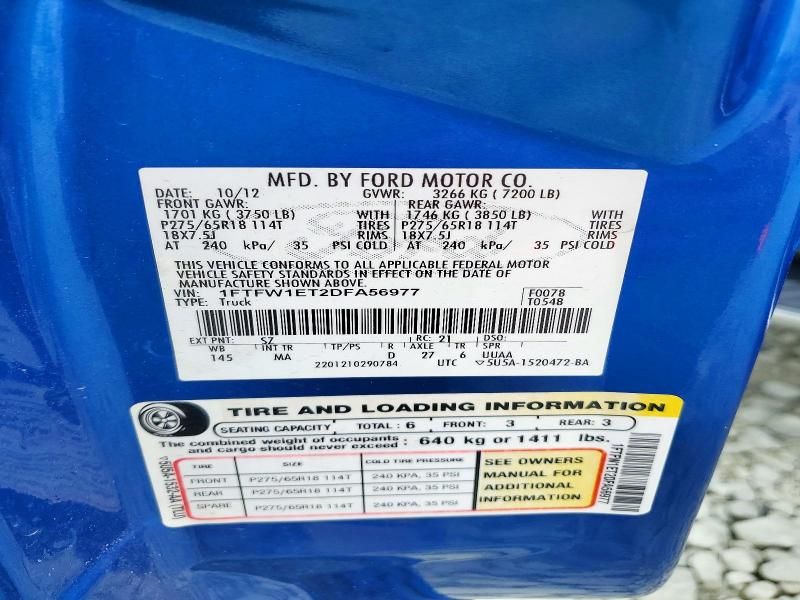 MFD. BY FORD MOTOR CO.
DATE: 10/12 GVWR: 3266 KG ( 7200 LB)
FRONT GAWR: REAR GAWR:
1701 KG ( 3750 LB) WITH 1746 KG ( 3850 LB) WITH
P275/65R18 114T TIRES P275/65R18 114T TIRES
18X7.5J RIMS 18X7.5J RIMS
AT 240 kPa/ 35 PSI COLD AT 240 kPa/ 35 PSI COLD
THIS VEHICLE CONFORMS TO ALL APPLICABLE FEDERAL MOTOR
VEHICLE SAFETY STANDARDS IN EFFECT ON THE DATE OF
MANUFACTURE SHOWN ABOVE.
VIN: 1FTFW1ET2DFA56977 F0078
TYPE: Truck T0548
EXT PNT: SZ RC: 21 DSO:
WB INT TR TP/PS R AXLE TR SPR
145 MA D 27 6 UUAA
2201210290784 UTC 5U5A-1520472-BA
TIRE AND LOADING INFORMATION
SEATING CAPACITY TOTAL : 6 FRONT: 3 REAR: 3
The combined weight of occupants and cargo should never exceed : 640 kg or 1411 lbs.
TIRE SIZE COLD TIRE PRESSURE
FRONT P275/65R18 114T 240 KPA, 35 PSI
REAR P275/65R18 114T 240 KPA, 35 PSI
SPARE P275/65R18 114T 240 KPA, 35 PSI
SEE OWNERS
MANUAL FOR
ADDITIONAL
INFORMATION
1FTFW1ET2DFA56977